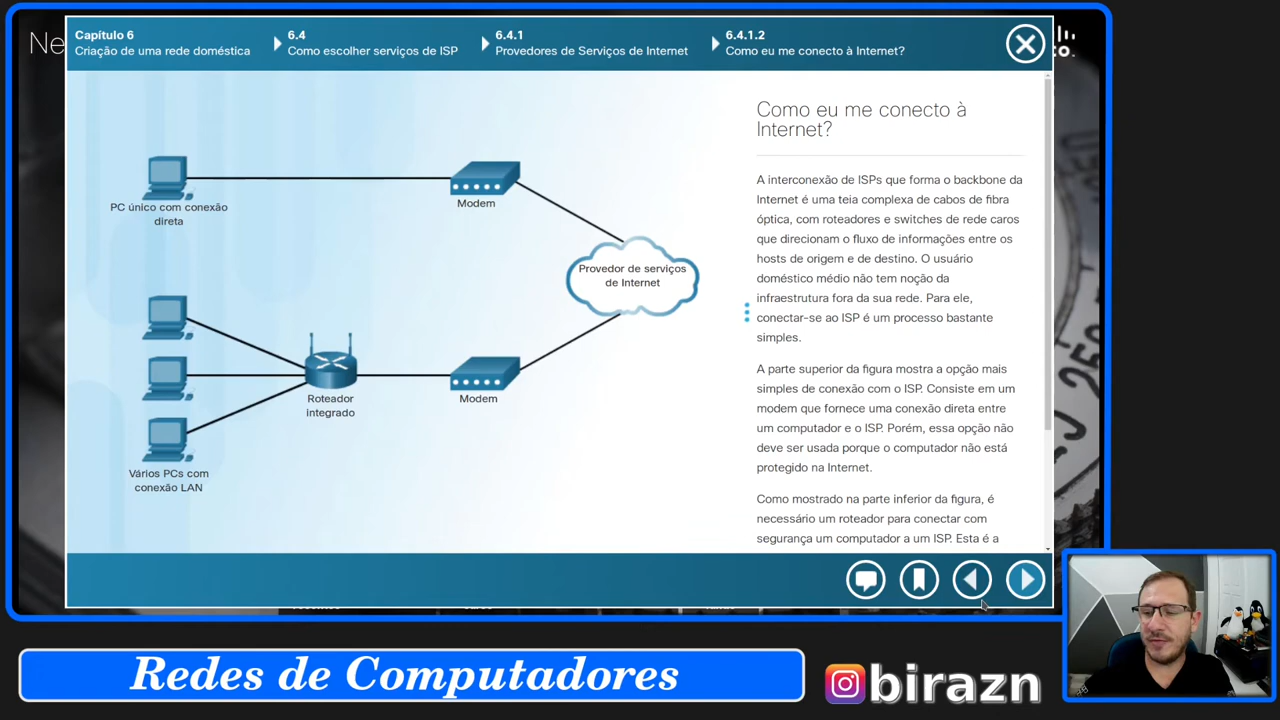 Ne
Capítulo 6
Criação de uma rede doméstica
6.4
Como escolher serviços de ISP
6.4.1
Provedores de Serviços de Internet
6.4.1.2
Como eu me conecto à Internet?
co.
PC único com conexão
direta
Modem
Provedor de serviços
de Internet
Roteador
integrado
Modem
Vários PCs com
conexão LAN
Como eu me conecto à
Internet?
A interconexão de ISPs que forma o backbone da
Internet é uma teia complexa de cabos de fibra
óptica, com roteadores e switches de rede caros
que direcionam o fluxo de informações entre os
hosts de origem e de destino. O usuário
doméstico médio não tem noção da
infraestrutura fora da sua rede. Para ele,
conectar-se ao ISP é um processo bastante
simples.
A parte superior da figura mostra a opção mais
simples de conexão com o ISP. Consiste em um
modem que fornece uma conexão direta entre
um computador e o ISP. Porém, essa opção não
deve ser usada porque o computador não está
protegido na Internet.
Como mostrado na parte inferior da figura, é
necessário um roteador para conectar com
segurança um computador a um ISP. Esta é a
Redes de Computadores
birazn